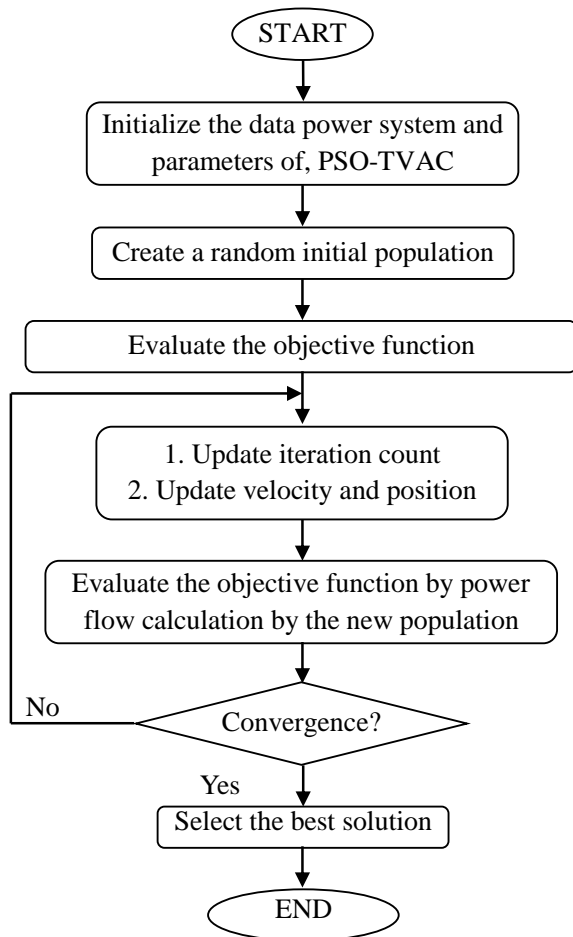 START
Initialize the data power system and
parameters of, PSO-TVAC
Create a random initial population
Evaluate the objective function
1. Update iteration count
2. Update velocity and position
Evaluate the objective function by power
flow calculation by the new population
No
Convergence?
Yes
Select the best solution
END